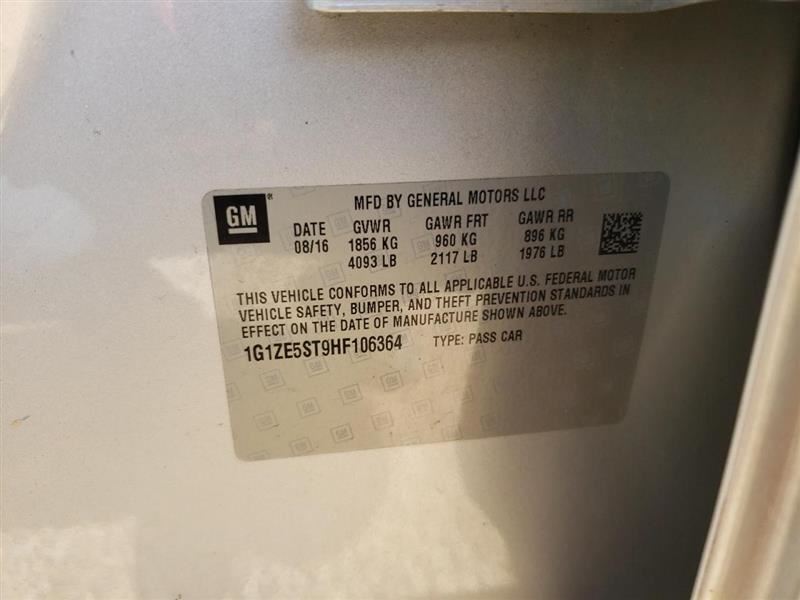 GM®
MFD BY GENERAL MOTORS LLC
DATE GVWR GAWR FRT GAWR RR
08/16 1856 KG 960 KG 896 KG
4093 LB 2117 LB 1976 LB
THIS VEHICLE CONFORMS TO ALL APPLICABLE U.S. FEDERAL MOTOR
VEHICLE SAFETY, BUMPER, AND THEFT PREVENTION STANDARDS IN
EFFECT ON THE DATE OF MANUFACTURE SHOWN ABOVE.
1G1ZE5ST9HF106364 TYPE: PASS CAR